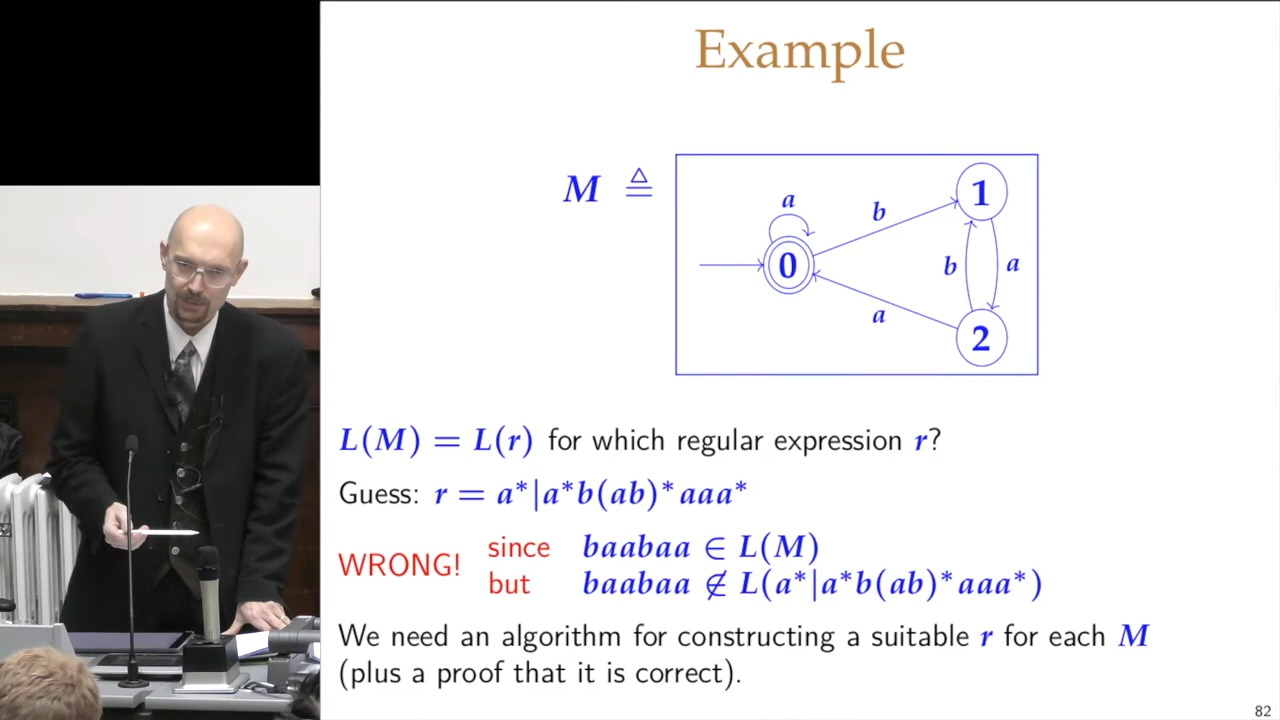 Example
M ≜
a
b
1
0
b
a
a
2
L(M) = L(r) for which regular expression r?
Guess: r = a*|a*b(ab)*aaa*
WRONG! since baabaa ∈ L(M)
but baabaa ∉ L(a*|a*b(ab)*aaa*)
We need an algorithm for constructing a suitable r for each M
(plus a proof that it is correct).
82